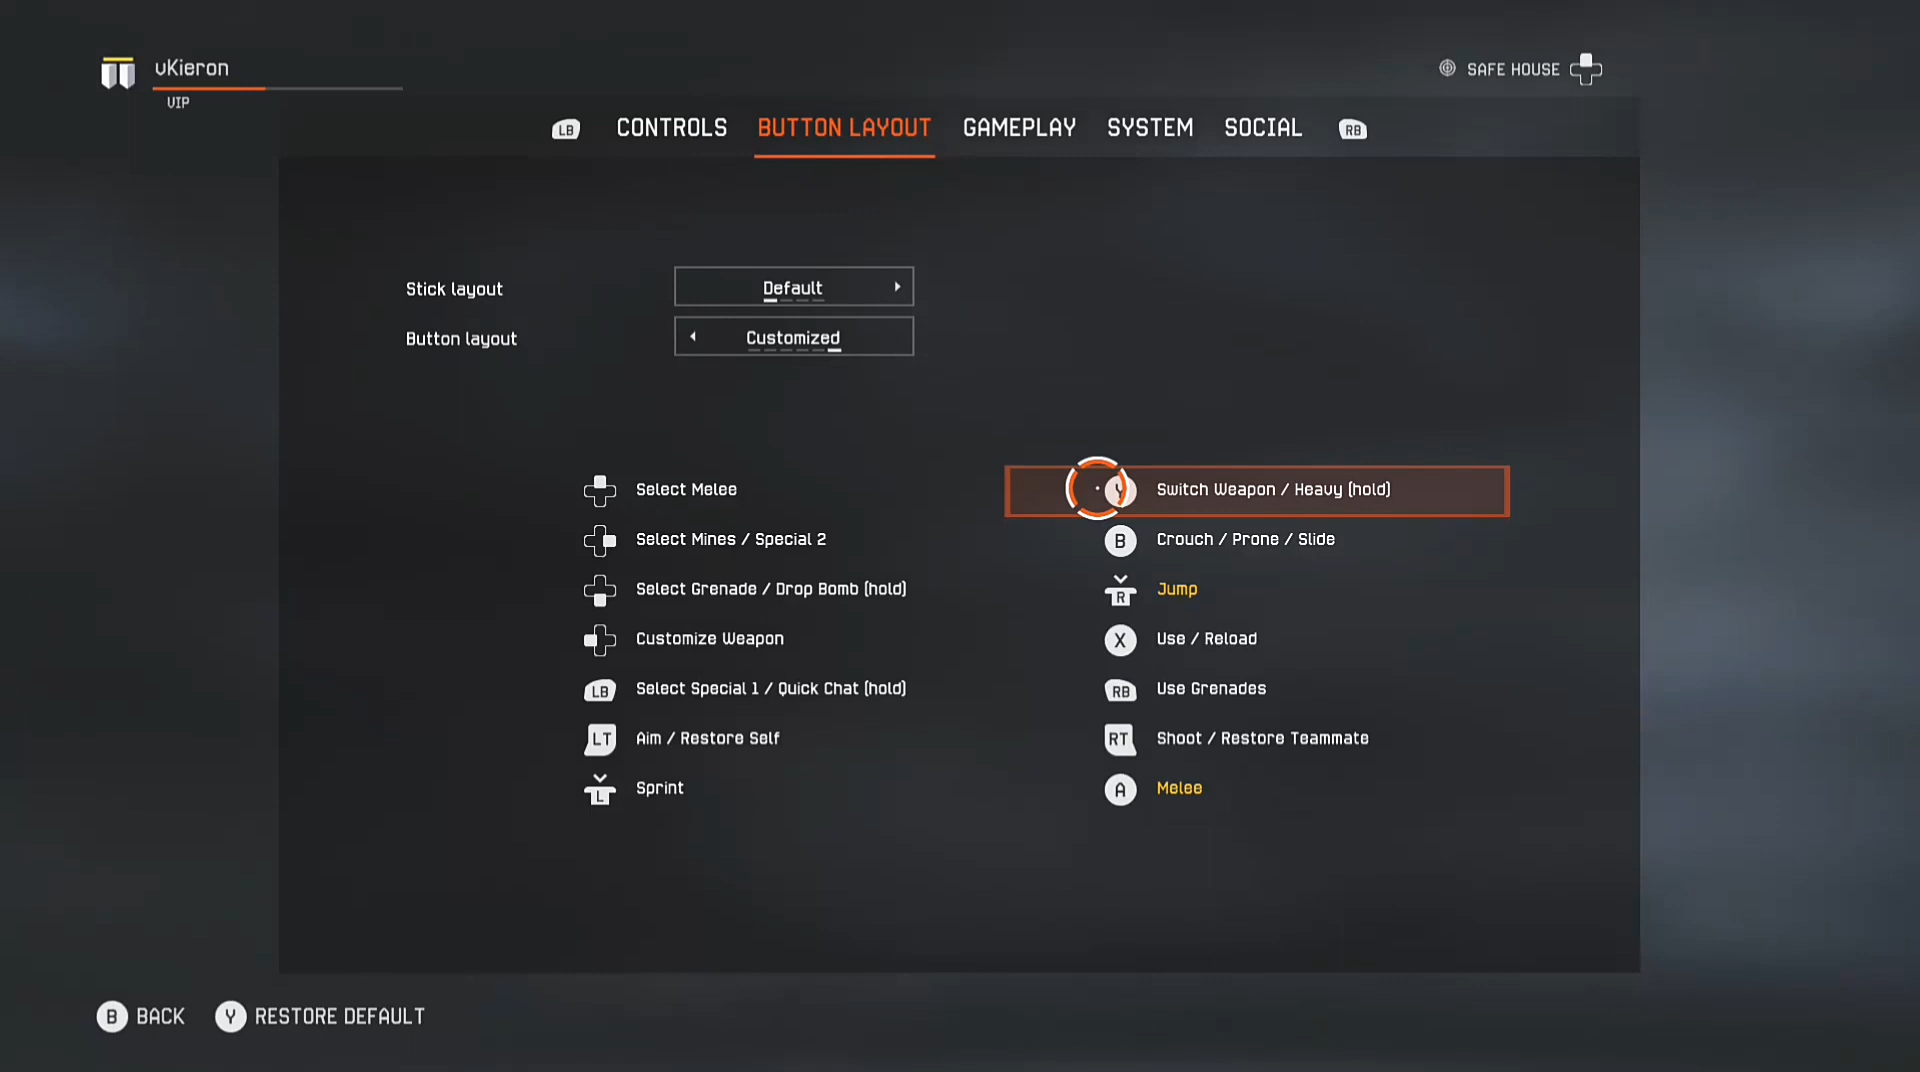 vKieron
VIP
SAFE HOUSE
LB CONTROLS BUTTON LAYOUT GAMEPLAY SYSTEM SOCIAL RB
Stick layout Default
Button layout Customized
Select Melee
Select Mines / Special 2
Select Grenade / Drop Bomb (hold)
Customize Weapon
LB Select Special 1 / Quick Chat (hold)
LT Aim / Restore Self
L Sprint
Y Switch Weapon / Heavy (hold)
B Crouch / Prone / Slide
R Jump
X Use / Reload
RB Use Grenades
RT Shoot / Restore Teammate
A Melee
B BACK Y RESTORE DEFAULT